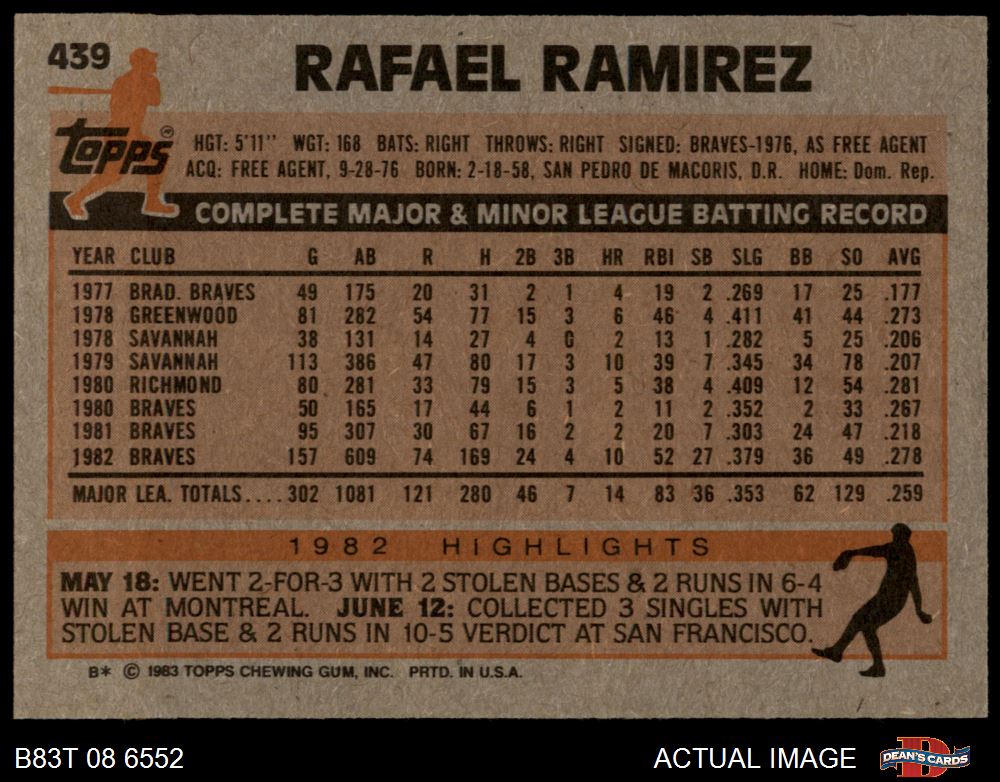 439
RAFAEL RAMIREZ
topps®
HGT: 5'11" WGT: 168 BATS: RIGHT THROWS: RIGHT SIGNED: BRAVES-1976, AS FREE AGENT
ACQ: FREE AGENT, 9-28-76 BORN: 2-18-58, SAN PEDRO DE MACORIS, D.R. HOME: Dom. Rep.
COMPLETE MAJOR & MINOR LEAGUE BATTING RECORD
YEAR CLUB G AB R H 2B 3B HR RBI SB SLG BB SO AVG
1977 BRAD. BRAVES 49 175 20 31 2 1 4 19 2 .269 17 25 .177
1978 GREENWOOD 81 282 54 77 15 3 6 46 4 .411 41 44 .273
1978 SAVANNAH 38 131 14 27 4 0 2 13 1 .282 5 25 .206
1979 SAVANNAH 113 386 47 80 17 3 10 39 7 .345 34 78 .207
1980 RICHMOND 80 281 33 79 15 3 5 38 4 .409 12 54 .281
1980 BRAVES 50 165 17 44 6 1 2 11 2 .352 2 33 .267
1981 BRAVES 95 307 30 67 16 2 2 20 7 .303 24 47 .218
1982 BRAVES 157 609 74 169 24 4 10 52 27 .379 36 49 .278
MAJOR LEA. TOTALS....302 1081 121 280 46 7 14 83 36 .353 62 129 .259
1982 HIGHLIGHTS
MAY 18: WENT 2-FOR-3 WITH 2 STOLEN BASES & 2 RUNS IN 6-4
WIN AT MONTREAL. JUNE 12: COLLECTED 3 SINGLES WITH
STOLEN BASE & 2 RUNS IN 10-5 VERDICT AT SAN FRANCISCO.
B* © 1983 TOPPS CHEWING GUM, INC. PRTD. IN U.S.A.
B83T 08 6552
ACTUAL IMAGE
DEAN'S CARDS